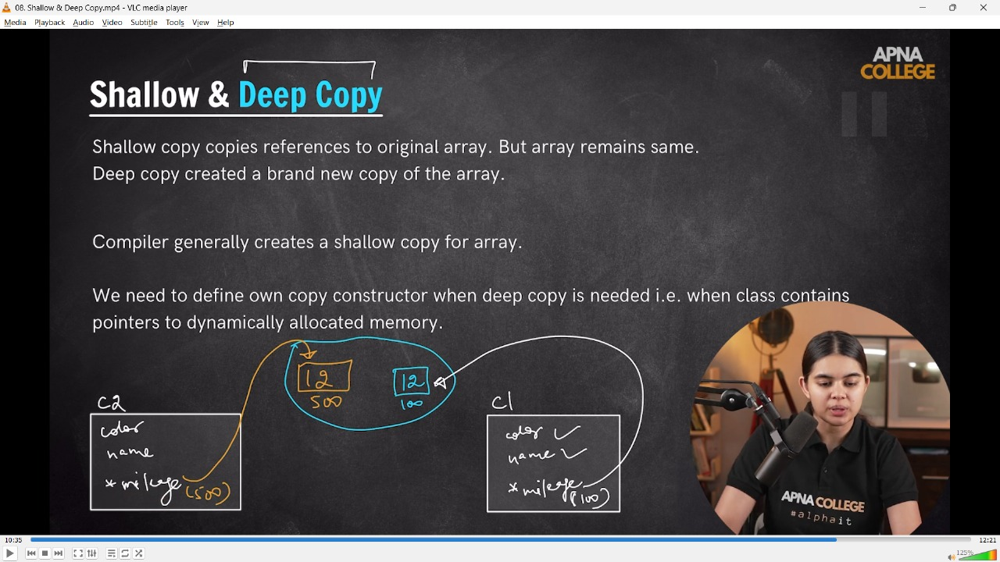 08. Shallow & Deep Copy.mp4 - VLC media player
Media Playback Audio Video Subtitle Tools View Help
APNA
COLLEGE
Shallow & Deep Copy
Shallow copy copies references to original array. But array remains same.
Deep copy created a brand new copy of the array.
Compiler generally creates a shallow copy for array.
We need to define own copy constructor when deep copy is needed i.e. when class contains
pointers to dynamically allocated memory.
12 12
500 100
C2
color
name
*mileage (500)
C1
color ✓
name ✓
*mileage (100)
APNA COLLEGE
#alphait
10:35 12:21
125%